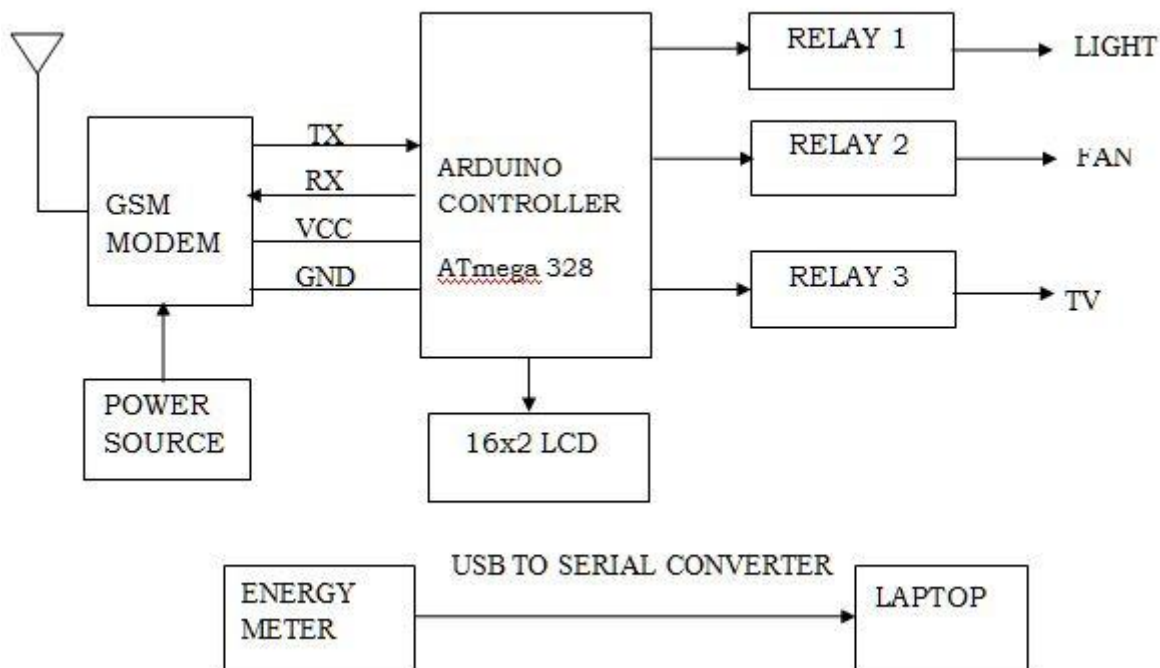 RELAY 1
LIGHT
TX
RELAY 2
FAN
ARDUINO
CONTROLLER
RX
GSM
MODEM
VCC
ATmega 328
GND
RELAY 3
TV
POWER
SOURCE
16x2 LCD
USB TO SERIAL CONVERTER
ENERGY
METER
LAPTOP